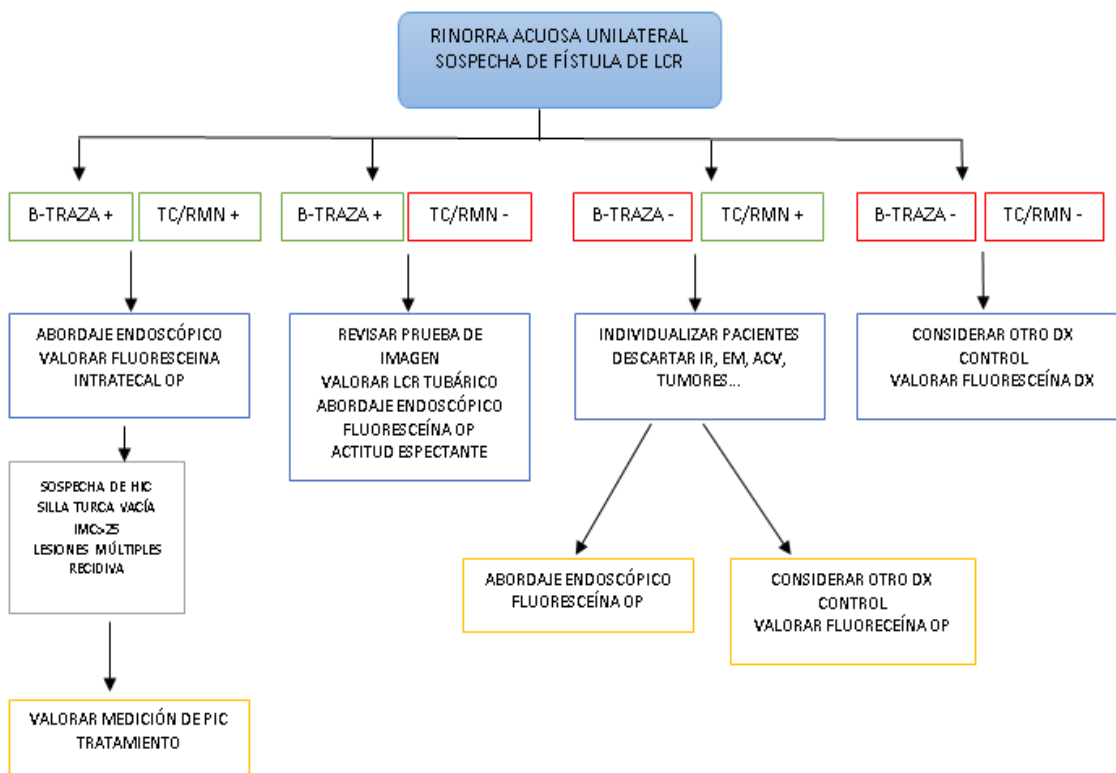 RINORRA ACUOSA UNILATERAL
SOSPECHA DE FÍSTULA DE LCR
B-TRAZA +
TC/RMN +
B-TRAZA +
TC/RMN -
B-TRAZA -
TC/RMN +
B-TRAZA -
TC/RMN -
ABORDAJE ENDOSCÓPICO
VALORAR FLUORESCEINA
INTRATECAL OP
REVISAR PRUEBA DE
IMAGEN
VALORAR LCR TUBÁRICO
ABORDAJE ENDOSCÓPICO
FLUORESCEÍNA OP
ACTITUD ESPECTANTE
INDIVIDUALIZAR PACIENTES
DESCARTAR IR, EM, ACV,
TUMORES...
CONSIDERAR OTRO DX
CONTROL
VALORAR FLUORESCEÍNA DX
SOSPECHA DE HIC
SILLA TURCA VACÍA
IMC>25
LESIONES MÚLTIPLES
RECIDIVA
ABORDAJE ENDOSCÓPICO
FLUORESCEÍNA OP
CONSIDERAR OTRO DX
CONTROL
VALORAR FLUORECEÍNA OP
VALORAR MEDICIÓN DE PIC
TRATAMIENTO